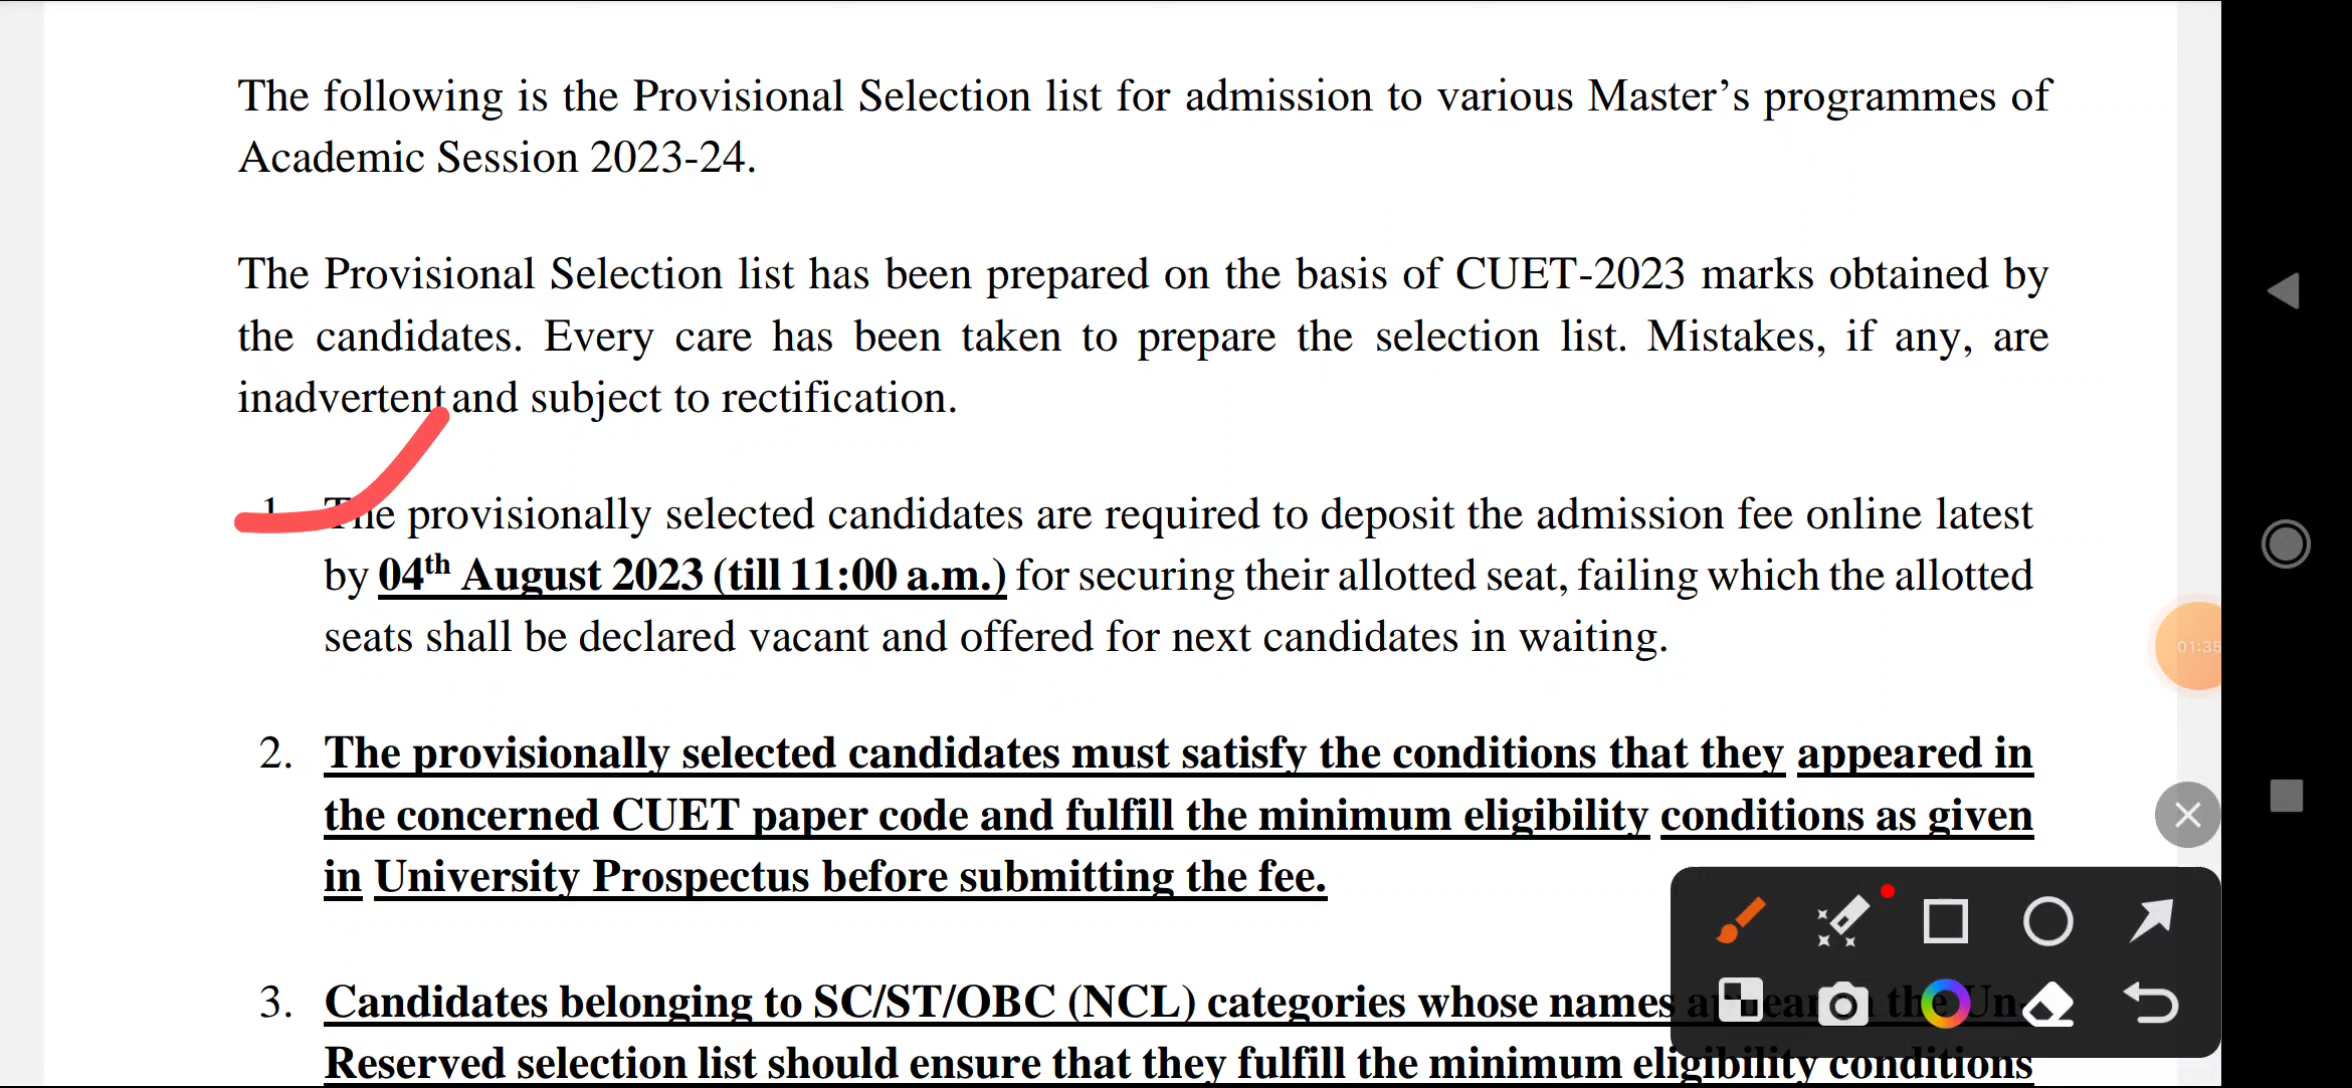 The following is the Provisional Selection list for admission to various Master’s programmes of
Academic Session 2023-24.
The Provisional Selection list has been prepared on the basis of CUET-2023 marks obtained by
the candidates. Every care has been taken to prepare the selection list. Mistakes, if any, are
inadvertent and subject to rectification.
1. The provisionally selected candidates are required to deposit the admission fee online latest
by 04th August 2023 (till 11:00 a.m.) for securing their allotted seat, failing which the allotted
seats shall be declared vacant and offered for next candidates in waiting.
01:35
2. The provisionally selected candidates must satisfy the conditions that they appeared in
the concerned CUET paper code and fulfill the minimum eligibility conditions as given
in University Prospectus before submitting the fee.
3. Candidates belonging to SC/ST/OBC (NCL) categories whose names the Un-
Reserved selection list should ensure that they fulfill the minimum eligibility conditions